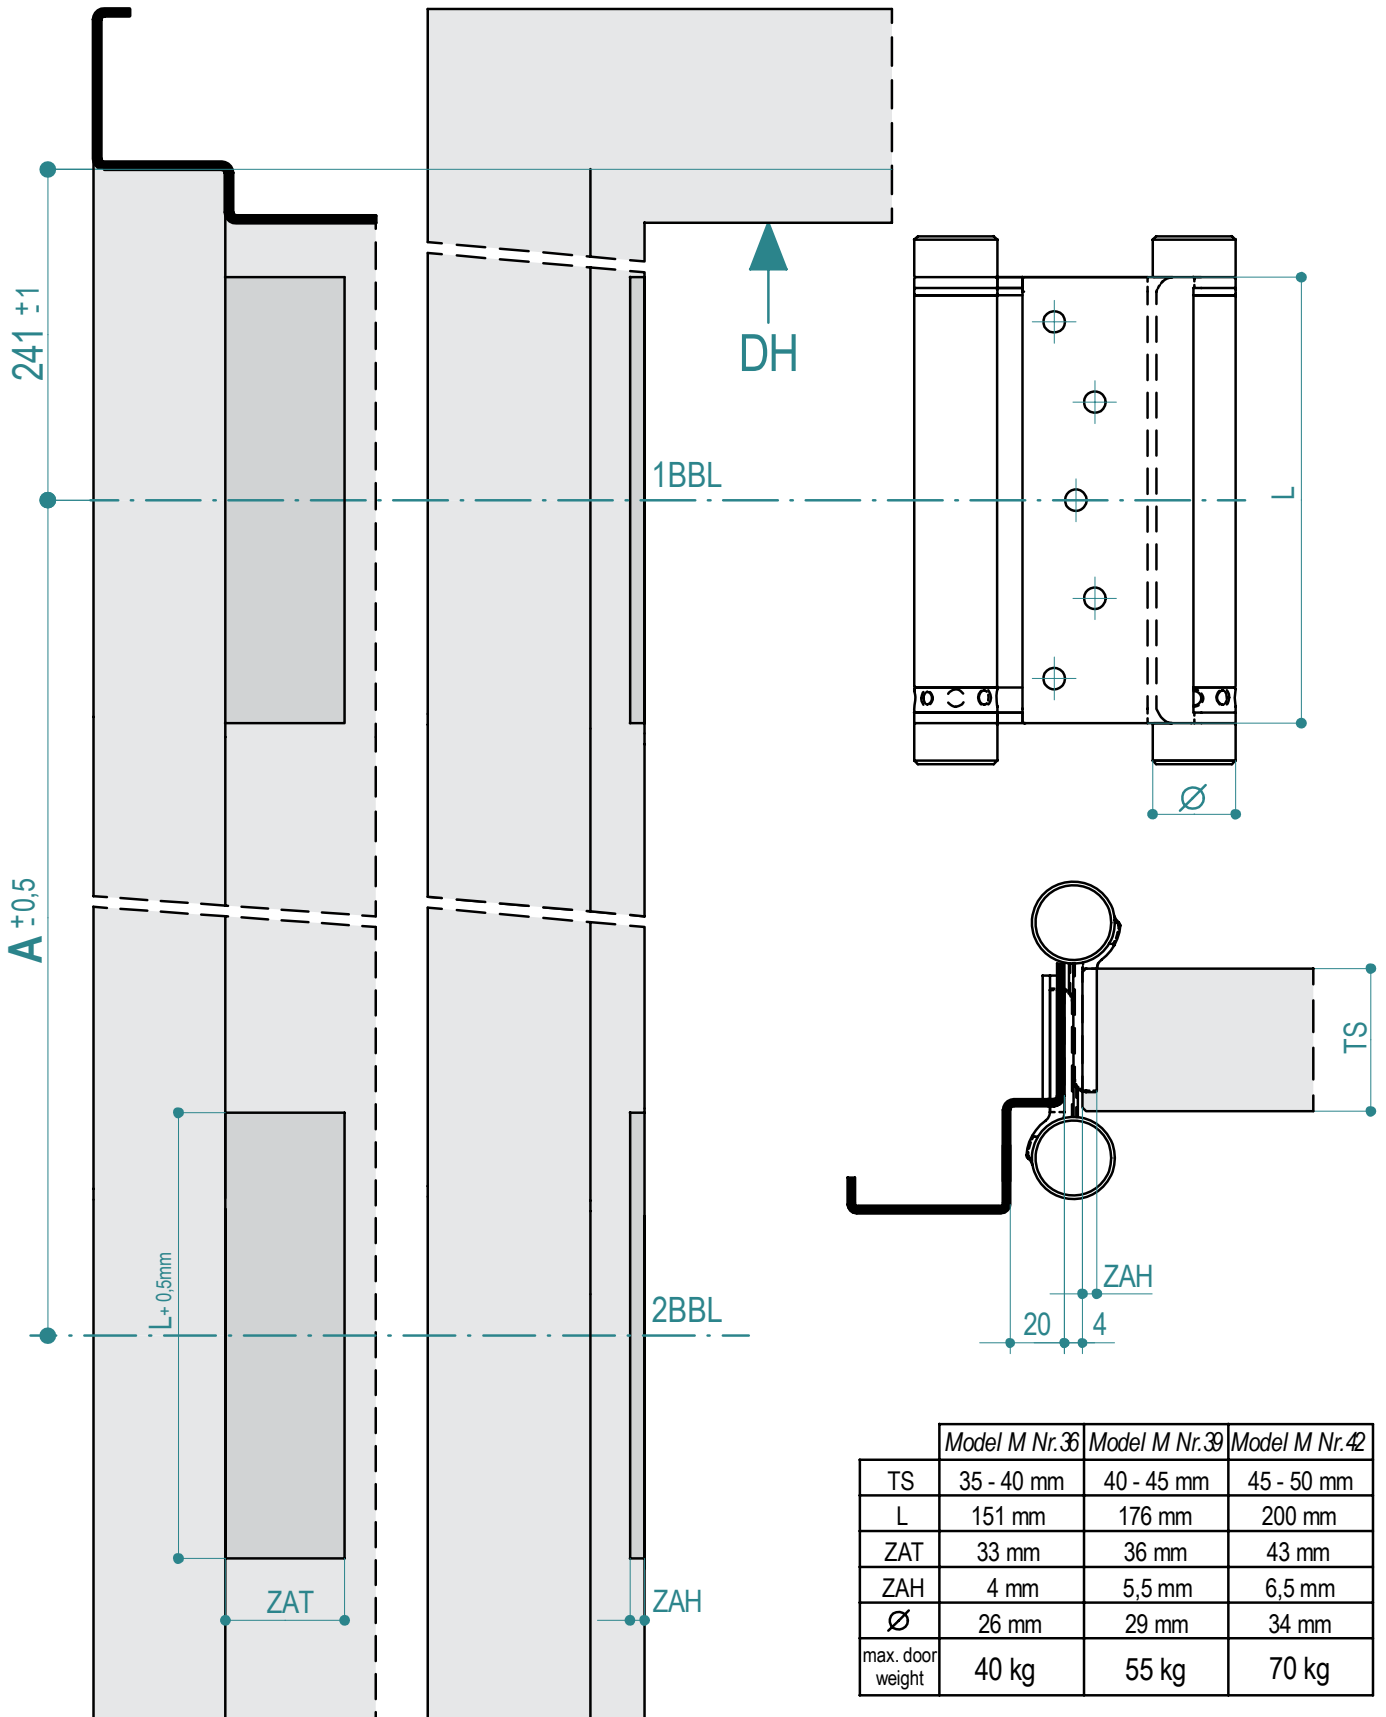 241 ±1
DH
1BBL
L
Ø
A ±0,5
TS
L+ 0,5mm
ZAH
2BBL
20
4
ZAT
ZAH
Model M Nr.36 Model M Nr.39 Model M Nr.42
TS 35 - 40 mm 40 - 45 mm 45 - 50 mm
L 151 mm 176 mm 200 mm
ZAT 33 mm 36 mm 43 mm
ZAH 4 mm 5,5 mm 6,5 mm
Ø 26 mm 29 mm 34 mm
max. door
weight 40 kg 55 kg 70 kg